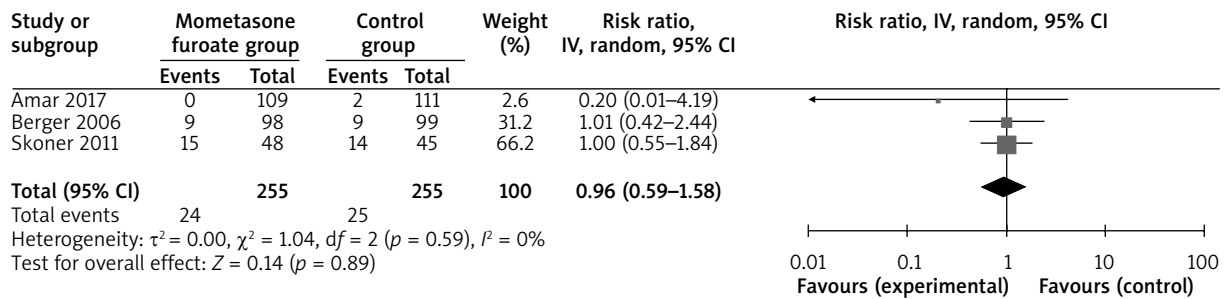 Study or subgroup Mometasone furoate group Control group Weight (%) Risk ratio, IV, random, 95% CI Risk ratio, IV, random, 95% CI
Events Total Events Total
Amar 2017 0 109 2 111 2.6 0.20 (0.01–4.19)
Berger 2006 9 98 9 99 31.2 1.01 (0.42–2.44)
Skoner 2011 15 48 14 45 66.2 1.00 (0.55–1.84)
Total (95% CI) 255 255 100 0.96 (0.59–1.58)
Total events 24 25
Heterogeneity: τ² = 0.00, χ² = 1.04, df = 2 (p = 0.59), I² = 0%
Test for overall effect: Z = 0.14 (p = 0.89)
0.01 0.1 1 10 100
Favours (experimental) Favours (control)